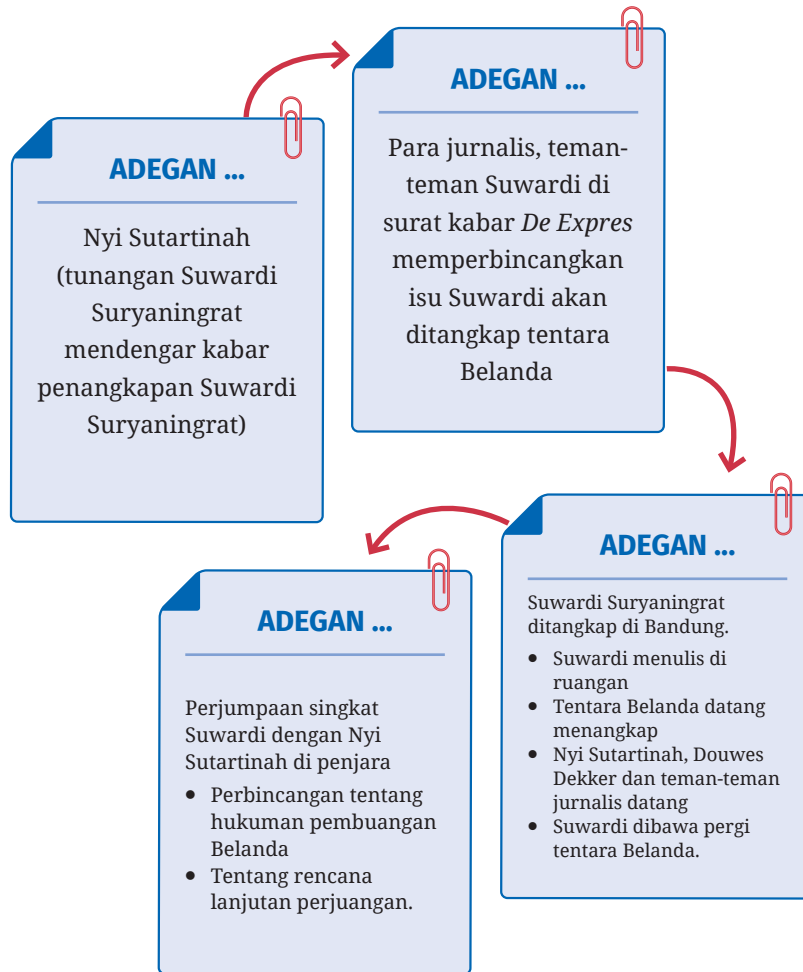 ADEGAN ...
Nyi Sutartinah
(tunangan Suwardi
Suryaningrat
mendengar kabar
penangkapan Suwardi
Suryaningrat)
ADEGAN ...
Para jurnalis, teman-
teman Suwardi di
surat kabar De Expres
memperbincangkan
isu Suwardi akan
ditangkap tentara
Belanda
ADEGAN ...
Suwardi Suryaningrat
ditangkap di Bandung.
• Suwardi menulis di
ruangan
• Tentara Belanda datang
menangkap
• Nyi Sutartinah, Douwes
Dekker dan teman-teman
jurnalis datang
• Suwardi dibawa pergi
tentara Belanda.
ADEGAN ...
Perjumpaan singkat
Suwardi dengan Nyi
Sutartinah di penjara
• Perbincangan tentang
hukuman pembuangan
Belanda
• Tentang rencana
lanjutan perjuangan.